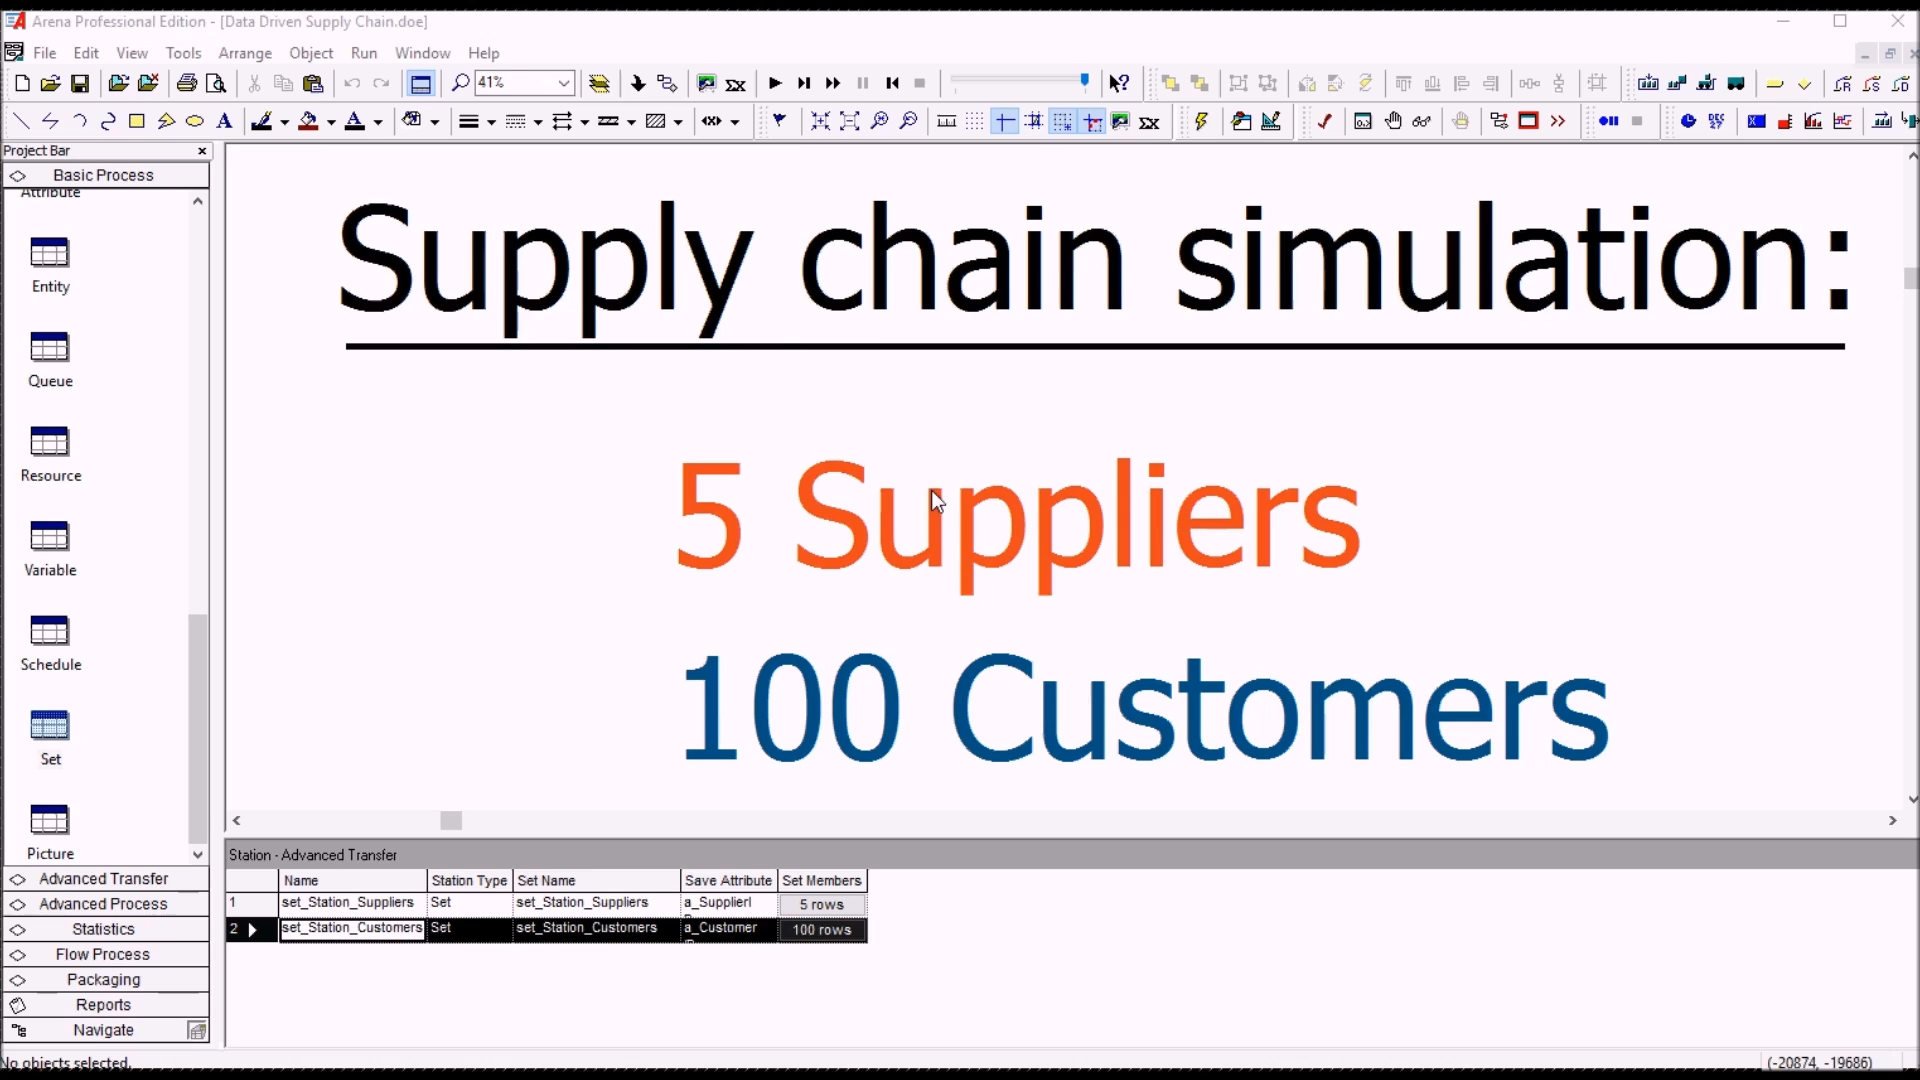 Arena Professional Edition - [Data Driven Supply Chain.doe]
File Edit View Tools Arrange Object Run Window Help
41%
Project Bar
Basic Process
Attribute
Entity
Queue
Resource
Variable
Schedule
Set
Picture
Advanced Transfer
Advanced Process
Statistics
Flow Process
Packaging
Reports
Navigate
Supply chain simulation:
5 Suppliers
100 Customers
Station - Advanced Transfer
Name Station Type Set Name Save Attribute Set Members
1 set_Station_Suppliers Set set_Station_Suppliers a_SupplierI 5 rows
2 set_Station_Customers Set set_Station_Customers a_Customer 100 rows
No objects selected.
(-20874, -19686)